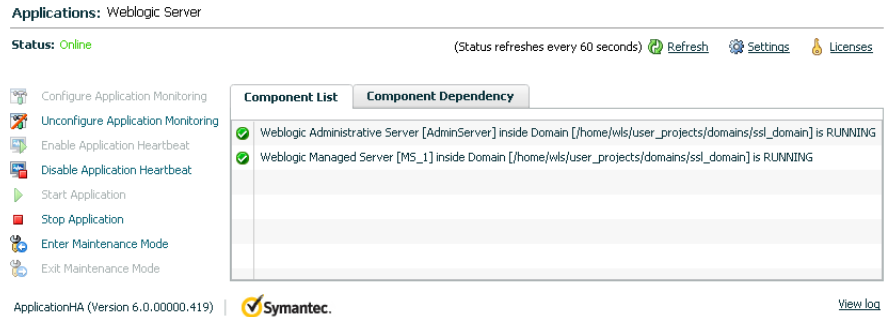 Applications: Weblogic Server
Status: Online
(Status refreshes every 60 seconds) Refresh Settings Licenses
Configure Application Monitoring
Unconfigure Application Monitoring
Enable Application Heartbeat
Disable Application Heartbeat
Start Application
Stop Application
Enter Maintenance Mode
Exit Maintenance Mode
Component List Component Dependency
Weblogic Administrative Server [AdminServer] inside Domain [/home/wls/user_projects/domains/ssl_domain] is RUNNING
Weblogic Managed Server [MS_1] inside Domain [/home/wls/user_projects/domains/ssl_domain] is RUNNING
ApplicationHA (Version 6.0.00000.419) Symantec. View log